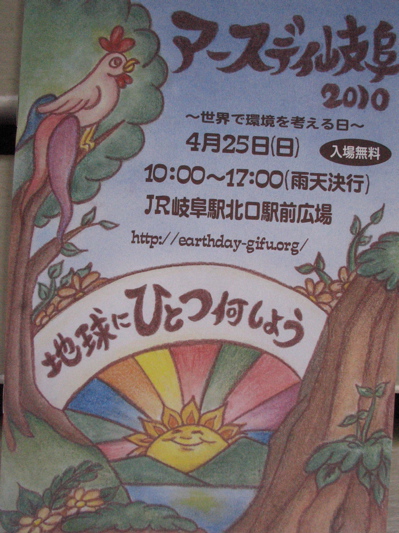 アースデイ岐阜
2010
～世界で環境を考える日～
4月25日(日)
入場無料
10:00～17:00(雨天決行)
JR岐阜駅北口駅前広場
http://earthday-gifu.org/
地球にひとつ何しよう